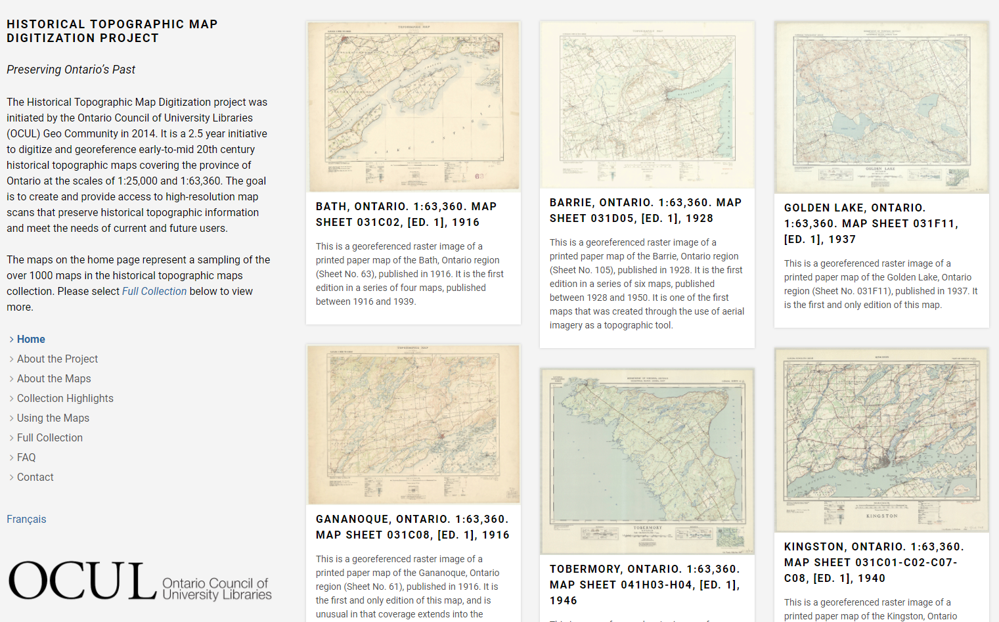 HISTORICAL TOPOGRAPHIC MAP
DIGITIZATION PROJECT
Preserving Ontario's Past
The Historical Topographic Map Digitization project was
initiated by the Ontario Council of University Libraries
(OCUL) Geo Community in 2014. It is a 2.5 year initiative
to digitize and georeference early-to-mid 20th century
historical topographic maps covering the province of
Ontario at the scales of 1:25,000 and 1:63,360. The goal
is to create and provide access to high-resolution map
scans that preserve historical topographic information
and meet the needs of current and future users.
The maps on the home page represent a sampling of the
over 1000 maps in the historical topographic maps
collection. Please select Full Collection below to view
more.
Home
About the Project
About the Maps
Collection Highlights
Using the Maps
Full Collection
FAQ
Contact
Français
OCUL Ontario Council of
University Libraries
TOPOGRAPHIC MAP
LAKE ONTARIO
63
BATH, ONTARIO. 1:63,360. MAP
SHEET 031C02, [ED. 1], 1916
This is a georeferenced raster image of a
printed paper map of the Bath, Ontario region
(Sheet No. 63), published in 1916. It is the first
edition in a series of four maps, published
between 1916 and 1939.
TOPOGRAPHIC MAP
GANANOQUE, ONTARIO. 1:63,360.
MAP SHEET 031C08, [ED. 1], 1916
This is a georeferenced raster image of a
printed paper map of the Gananoque, Ontario
region (Sheet No. 61), published in 1916. It is
the first and only edition of this map, and is
unusual in that coverage extends into the
TOPOGRAPHIC MAP
BARRIE, ONTARIO. 1:63,360. MAP
SHEET 031D05, [ED. 1], 1928
This is a georeferenced raster image of a
printed paper map of the Barrie, Ontario region
(Sheet No. 105), published in 1928. It is the first
edition in a series of six maps, published
between 1928 and 1950. It is one of the first
maps that was created through the use of aerial
imagery as a topographic tool.
TOBERMORY
TOBERMORY, ONTARIO. 1:63,360.
MAP SHEET 041H03-H04, [ED. 1],
1946
GOLDEN LAKE
GOLDEN LAKE, ONTARIO.
1:63,360. MAP SHEET 031F11,
[ED. 1], 1937
This is a georeferenced raster image of a
printed paper map of the Golden Lake, Ontario
region (Sheet No. 031F11), published in 1937. It
is the first and only edition of this map.
KINGSTON
KINGSTON, ONTARIO. 1:63,360.
MAP SHEET 031C01-C02-C07-
C08, [ED. 1], 1940
This is a georeferenced raster image of a
printed paper map of the Kingston, Ontario